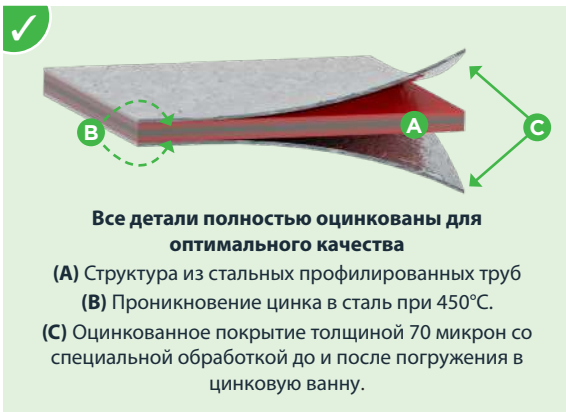 B
A
C
Все детали полностью оцинкованы для
оптимального качества
(A) Структура из стальных профилированных труб
(B) Проникновение цинка в сталь при 450°C.
(C) Оцинкованное покрытие толщиной 70 микрон со
специальной обработкой до и после погружения в
цинковую ванну.